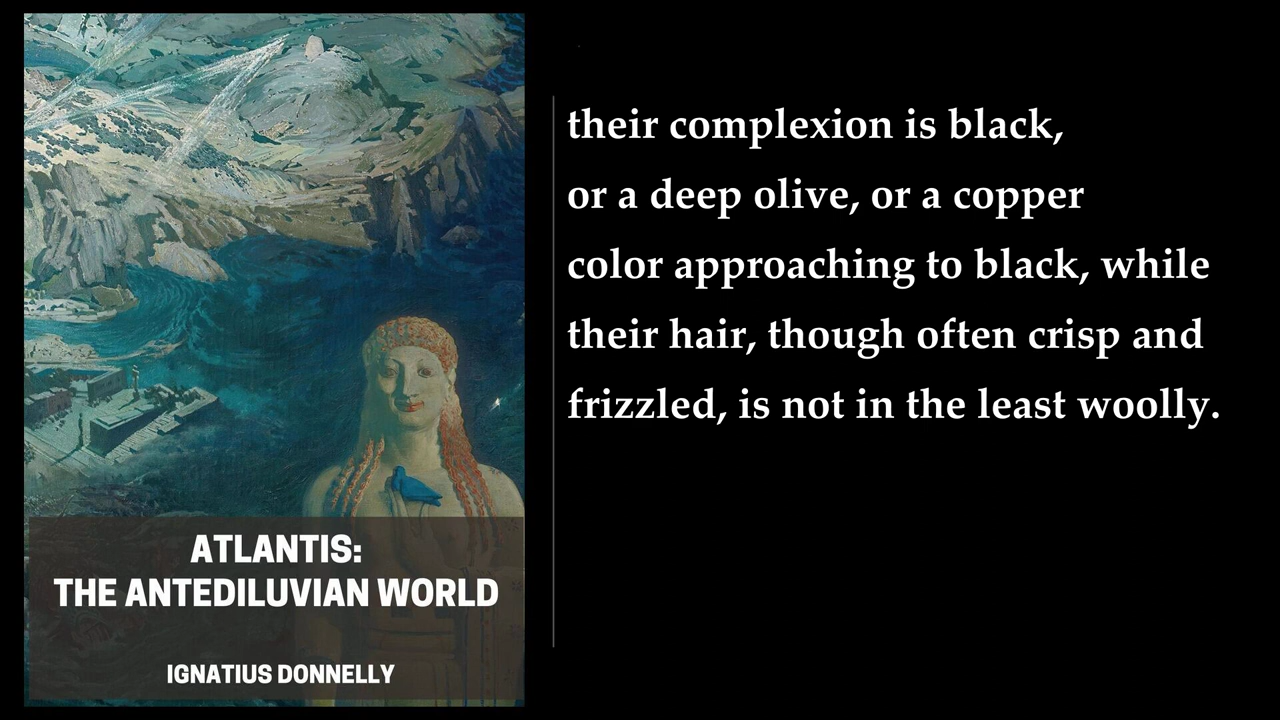 their complexion is black,
or a deep olive, or a copper
color approaching to black, while
their hair, though often crisp and
frizzled, is not in the least woolly.
ATLANTIS:
THE ANTEDILUVIAN WORLD
IGNATIUS DONNELLY